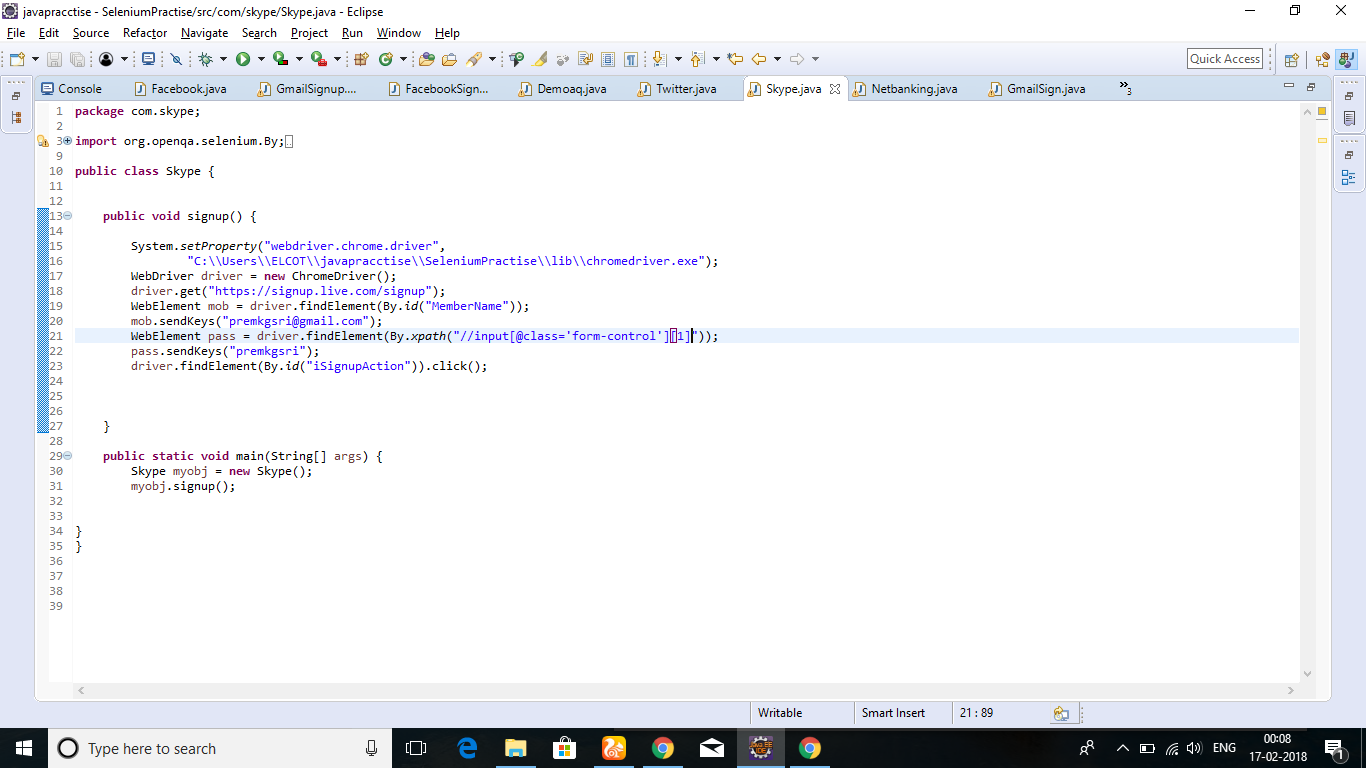 javapracctise - SeleniumPractise/src/com/skype/Skype.java - Eclipse
File Edit Source Refactor Navigate Search Project Run Window Help
Quick Access
Console Facebook.java GmailSignup.... FacebookSign... Demoaq.java Twitter.java Skype.java Netbanking.java GmailSign.java »3
1 package com.skype;
2
3 import org.openqa.selenium.By;
9
10 public class Skype {
11
12
13 public void signup() {
14
15 System.setProperty("webdriver.chrome.driver",
16 "C:\\Users\\ELCOT\\javapracctise\\SeleniumPractise\\lib\\chromedriver.exe");
17 WebDriver driver = new ChromeDriver();
18 driver.get("https://signup.live.com/signup");
19 WebElement mob = driver.findElement(By.id("MemberName"));
20 mob.sendKeys("premkgsri@gmail.com");
21 WebElement pass = driver.findElement(By.xpath("//input[@class='form-control'][1]"));
22 pass.sendKeys("premkgsri");
23 driver.findElement(By.id("iSignupAction")).click();
24
25
26
27 }
28
29 public static void main(String[] args) {
30 Skype myobj = new Skype();
31 myobj.signup();
32
33
34 }
35 }
36
37
38
39
Writable Smart Insert 21 : 89
Type here to search
ENG
00:08
17-02-2018
1